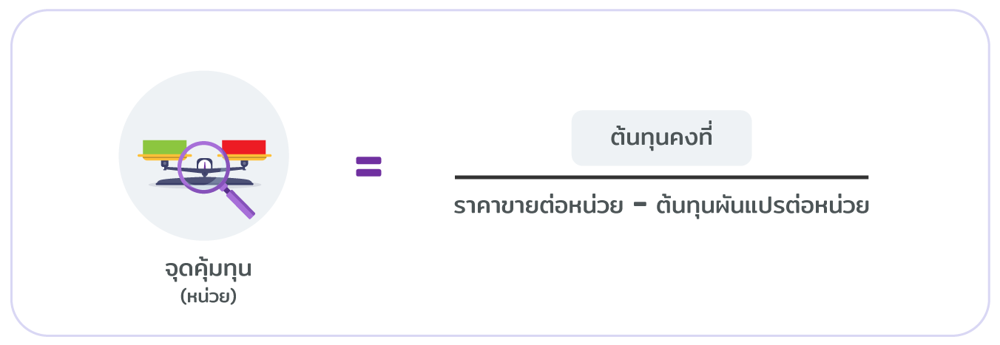 จุดคุ้มทุน
(หน่วย)
=
ต้นทุนคงที่
ราคาขายต่อหน่วย - ต้นทุนผันแปรต่อหน่วย